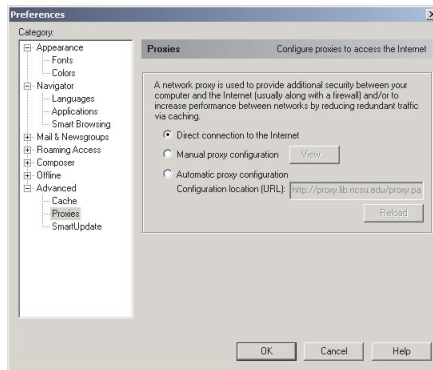 Preferences
Category:
Appearance
Fonts
Colors
Navigator
Languages
Applications
Smart Browsing
Mail & Newsgroups
Roaming Access
Composer
Offline
Advanced
Cache
Proxies
SmartUpdate
Proxies Configure proxies to access the Internet
A network proxy is used to provide additional security between your
computer and the Internet (usually along with a firewall) and/or to
increase performance between networks by reducing redundant traffic
via caching.
Direct connection to the Internet
Manual proxy configuration View...
Automatic proxy configuration
Configuration location (URL): http://proxy.lib.ncsu.edu/proxy.pa
Reload
OK Cancel Help